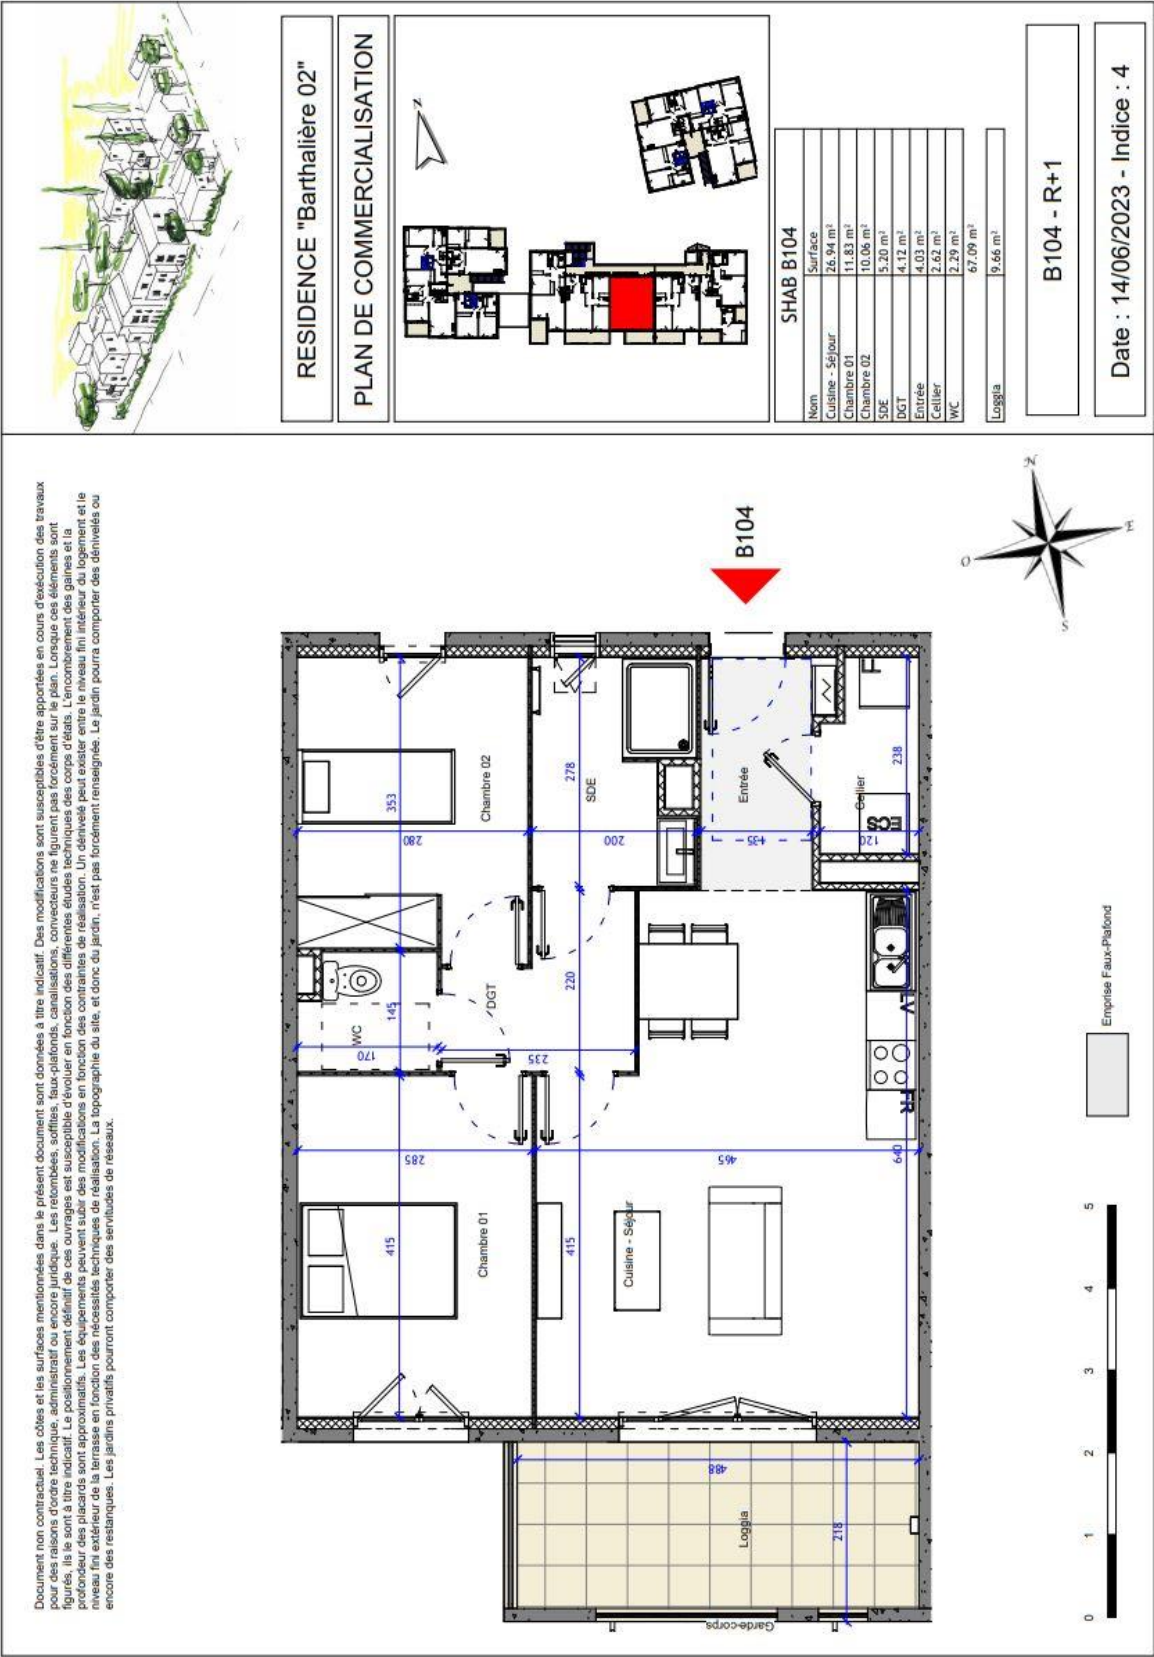 Document non contractuel. Les côtes et les surfaces mentionnées dans le présent document sont données à titre indicatif. Des modifications sont susceptibles d'être apportées en cours d'exécution des travaux
pour des raisons d'ordre technique, administratif ou encore juridique. Les retombées, soffites, faux-plafonds, canalisations, convecteurs ne figurent pas forcément sur le plan. Lorsque ces éléments sont
figurés, ils le sont à titre indicatif. Le positionnement définitif de ces ouvrages est susceptible d'évoluer en fonction des différentes études techniques des corps d'états. L'encombrement des gaines et la
profondeur des placards sont approximatifs. Les équipements peuvent subir des modifications en fonction des contraintes de réalisation. Un dénivelé peut exister entre le niveau fini intérieur du logement et le
niveau fini extérieur de la terrasse en fonction des nécessités techniques de réalisation. La topographie du site, et donc du jardin, n'est pas forcément renseignée. Le jardin pourra comporter des dénivelés ou
encore des restanques. Les jardins privatifs pourront comporter des servitudes de réseaux.
RESIDENCE "Barthalière 02"
PLAN DE COMMERCIALISATION
N
SHAB B104
Nom Surface
Cuisine - Séjour 26.94 m²
Chambre 01 11.83 m²
Chambre 02 10.06 m²
SDE 5.20 m²
DGT 4.12 m²
Entrée 4.03 m²
Cellier 2.62 m²
WC 2.29 m²
67.09 m²
Loggia 9.66 m²
B104 - R+1
Date : 14/06/2023 - Indice : 4
415
145
353
285
170
280
Chambre 01
WC
DGT
Chambre 02
415
220
278
235
200
SDE
Cuisine - Séjour
465
135
Entrée
B104
488
Loggia
218
Garde-corps
640
FR
LV
120
ECS
Cellier
238
N
O
E
S
Emprise Faux-Plafond
0 1 2 3 4 5